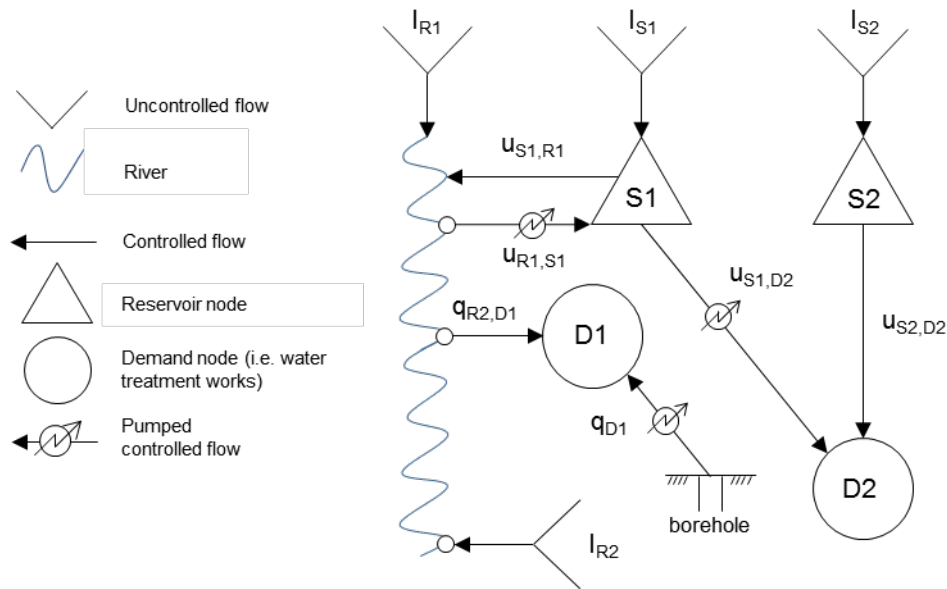 I_R1
I_S1
I_S2
Uncontrolled flow
River
Controlled flow
Reservoir node
Demand node (i.e. water
treatment works)
Pumped
controlled flow
u_S1,R1
S1
S2
u_R1,S1
u_S1,D2
q_R2,D1
D1
u_S2,D2
q_D1
D2
borehole
I_R2